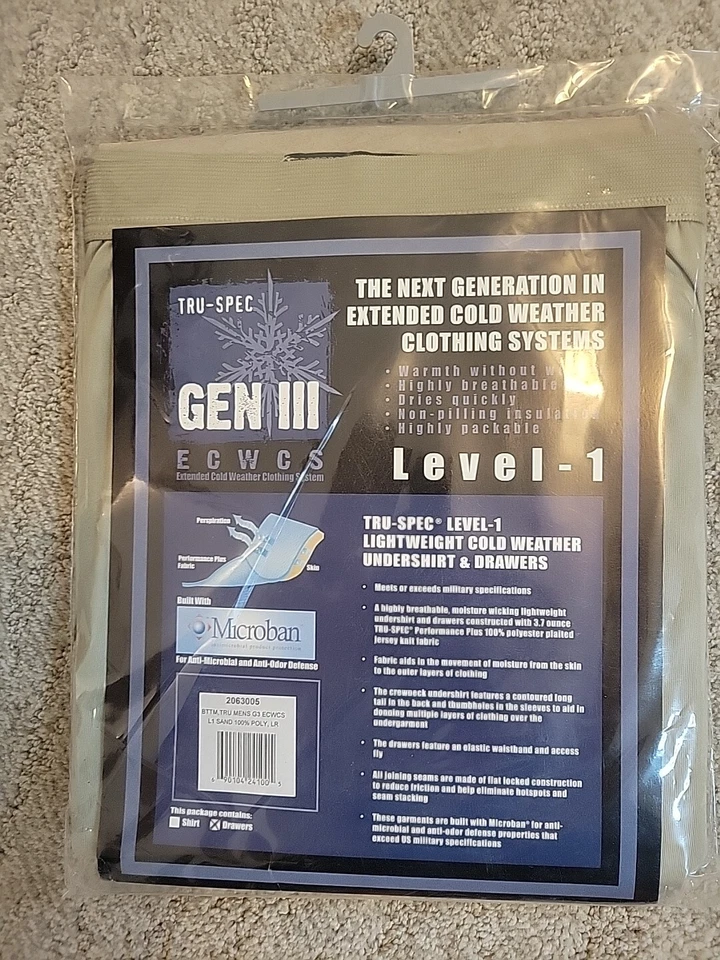 TRU-SPEC
GEN III
ECWCS
Extended Cold Weather Clothing System
THE NEXT GENERATION IN
EXTENDED COLD WEATHER
CLOTHING SYSTEMS
• Warmth without
• Highly breathable
• Dries quickly
• Non-pilling insulation
• Highly packable
Level-1
Perspiration
Performance Plus
Fabric
Skin
Built With
Microban
antimicrobial product protection
For Anti-Microbial and Anti-Odor Defense
2063005
BTTM,TRU MENS G3 ECWCS
L1 SAND 100% POLY, LR
6 90104 24100 5
This package contains:
Shirt Drawers
TRU-SPEC® LEVEL-1
LIGHTWEIGHT COLD WEATHER
UNDERSHIRT & DRAWERS
• Meets or exceeds military specifications
• A highly breathable, moisture wicking lightweight
undershirt and drawers constructed with 3.7 ounce
TRU-SPEC® Performance Plus 100% polyester plaited
Jersey knit fabric
• Fabric aids in the movement of moisture from the skin
to the outer layers of clothing
• The crewneck undershirt features a contoured long
tail in the back and thumbholes in the sleeves to aid in
donning multiple layers of clothing over the
undergarment
• The drawers feature an elastic waistband and access
fly
• All joining seams are made of flat locked construction
to reduce friction and help eliminate hotspots and
seam stacking
• These garments are built with Microban® for anti-
microbial and anti-odor defense properties that
exceed US military specifications